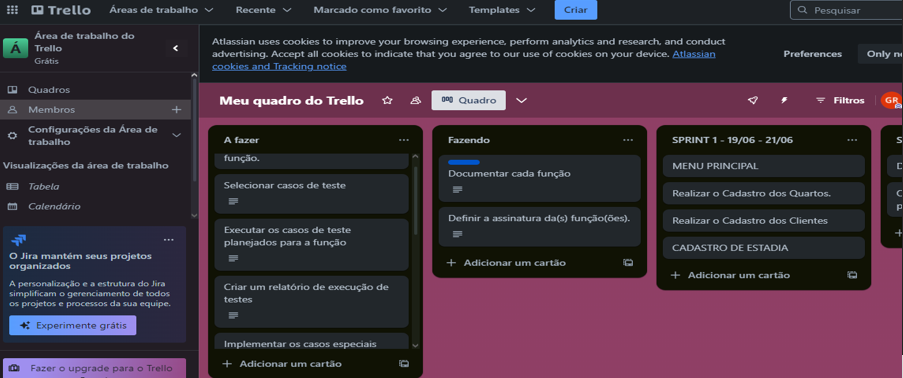 Trello
Áreas de trabalho
Recente
Marcado como favorito
Templates
Criar
Pesquisar
Á
Área de trabalho do
Trello
Grátis
Quadros
Membros
Configurações da Área de
trabalho
Visualizações da área de trabalho
Tabela
Calendário
O Jira mantém seus projetos
organizados
A personalização e a estrutura do Jira
simplificam o gerenciamento de todos
os projetos e processos da sua equipe.
Experimente grátis
Fazer o upgrade para o Trello
Atlassian uses cookies to improve your browsing experience, perform analytics and research, and conduct
advertising. Accept all cookies to indicate that you agree to our use of cookies on your device. Atlassian
cookies and Tracking notice
Preferences
Only
Meu quadro do Trello
Quadro
Filtros
GR
A fazer
função.
Selecionar casos de teste
Executar os casos de teste
planejados para a função
Criar um relatório de execução de
testes
Implementar os casos especiais
Adicionar um cartão
Fazendo
Documentar cada função
Definir a assinatura da(s) função(ões).
Adicionar um cartão
SPRINT 1 - 19/06 - 21/06
MENU PRINCIPAL
Realizar o Cadastro dos Quartos.
Realizar o Cadastro dos Clientes
CADASTRO DE ESTADIA
Adicionar um cartão